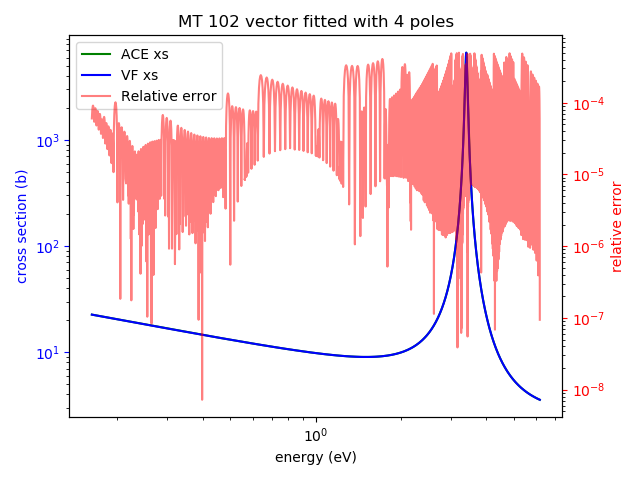 MT 102 vector fitted with 4 poles
ACE xs
VF xs
Relative error
cross section (b)
10³
10²
10¹
10⁻⁴
10⁻⁵
10⁻⁶
10⁻⁷
10⁻⁸
relative error
10⁰
energy (eV)